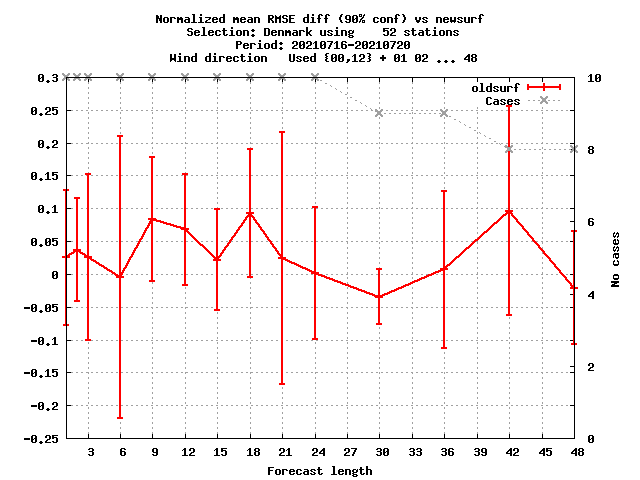 Normalized mean RMSE diff (90% conf) vs newsurf
Selection: Denmark using    52 stations
Period: 20210716-20210720
Wind direction   Used {00,12} + 01 02 ... 48
oldsurf
Cases
0.3
0.25
0.2
0.15
0.1
0.05
0
-0.05
-0.1
-0.15
-0.2
-0.25
10
8
6
4
2
0
No cases
3 6 9 12 15 18 21 24 27 30 33 36 39 42 45 48
Forecast length